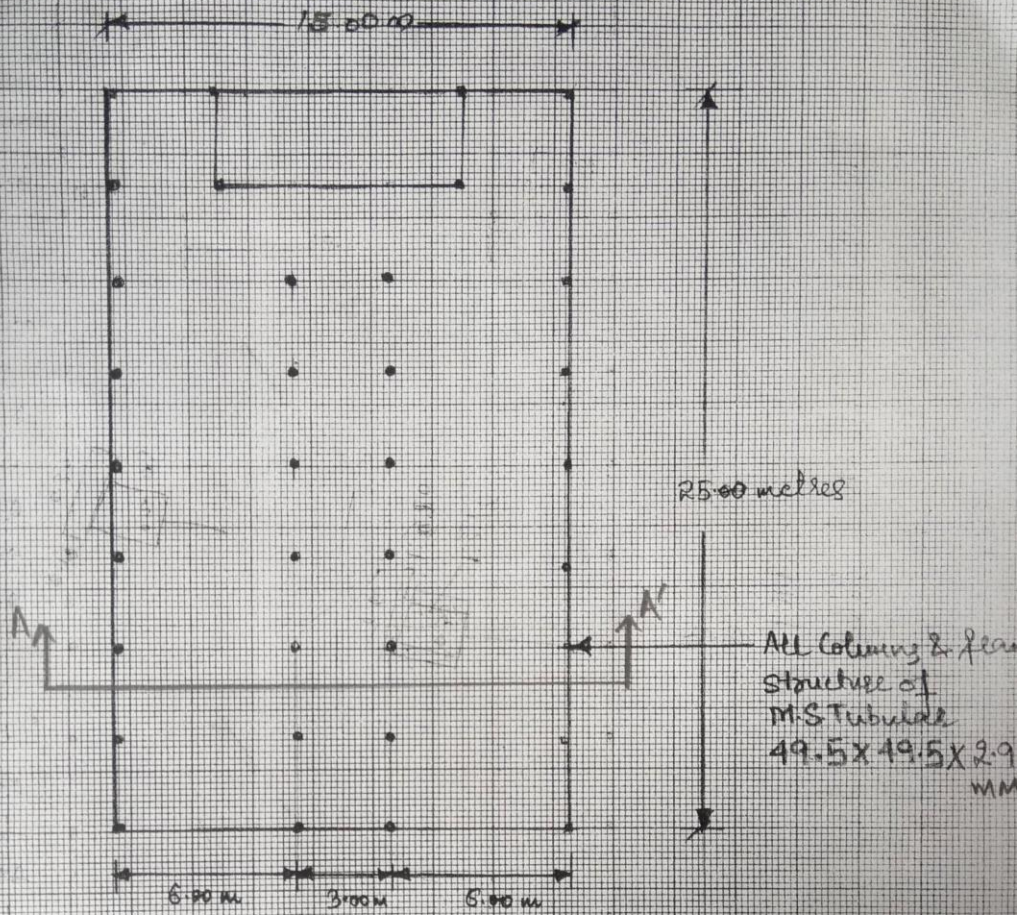 15.00 m
25.00 metres
A
A'
All Columns &
structure of
M.S. Tubular
49.5 X 49.5 X 2.9
MM
6.00 m
3.00 m
6.00 m